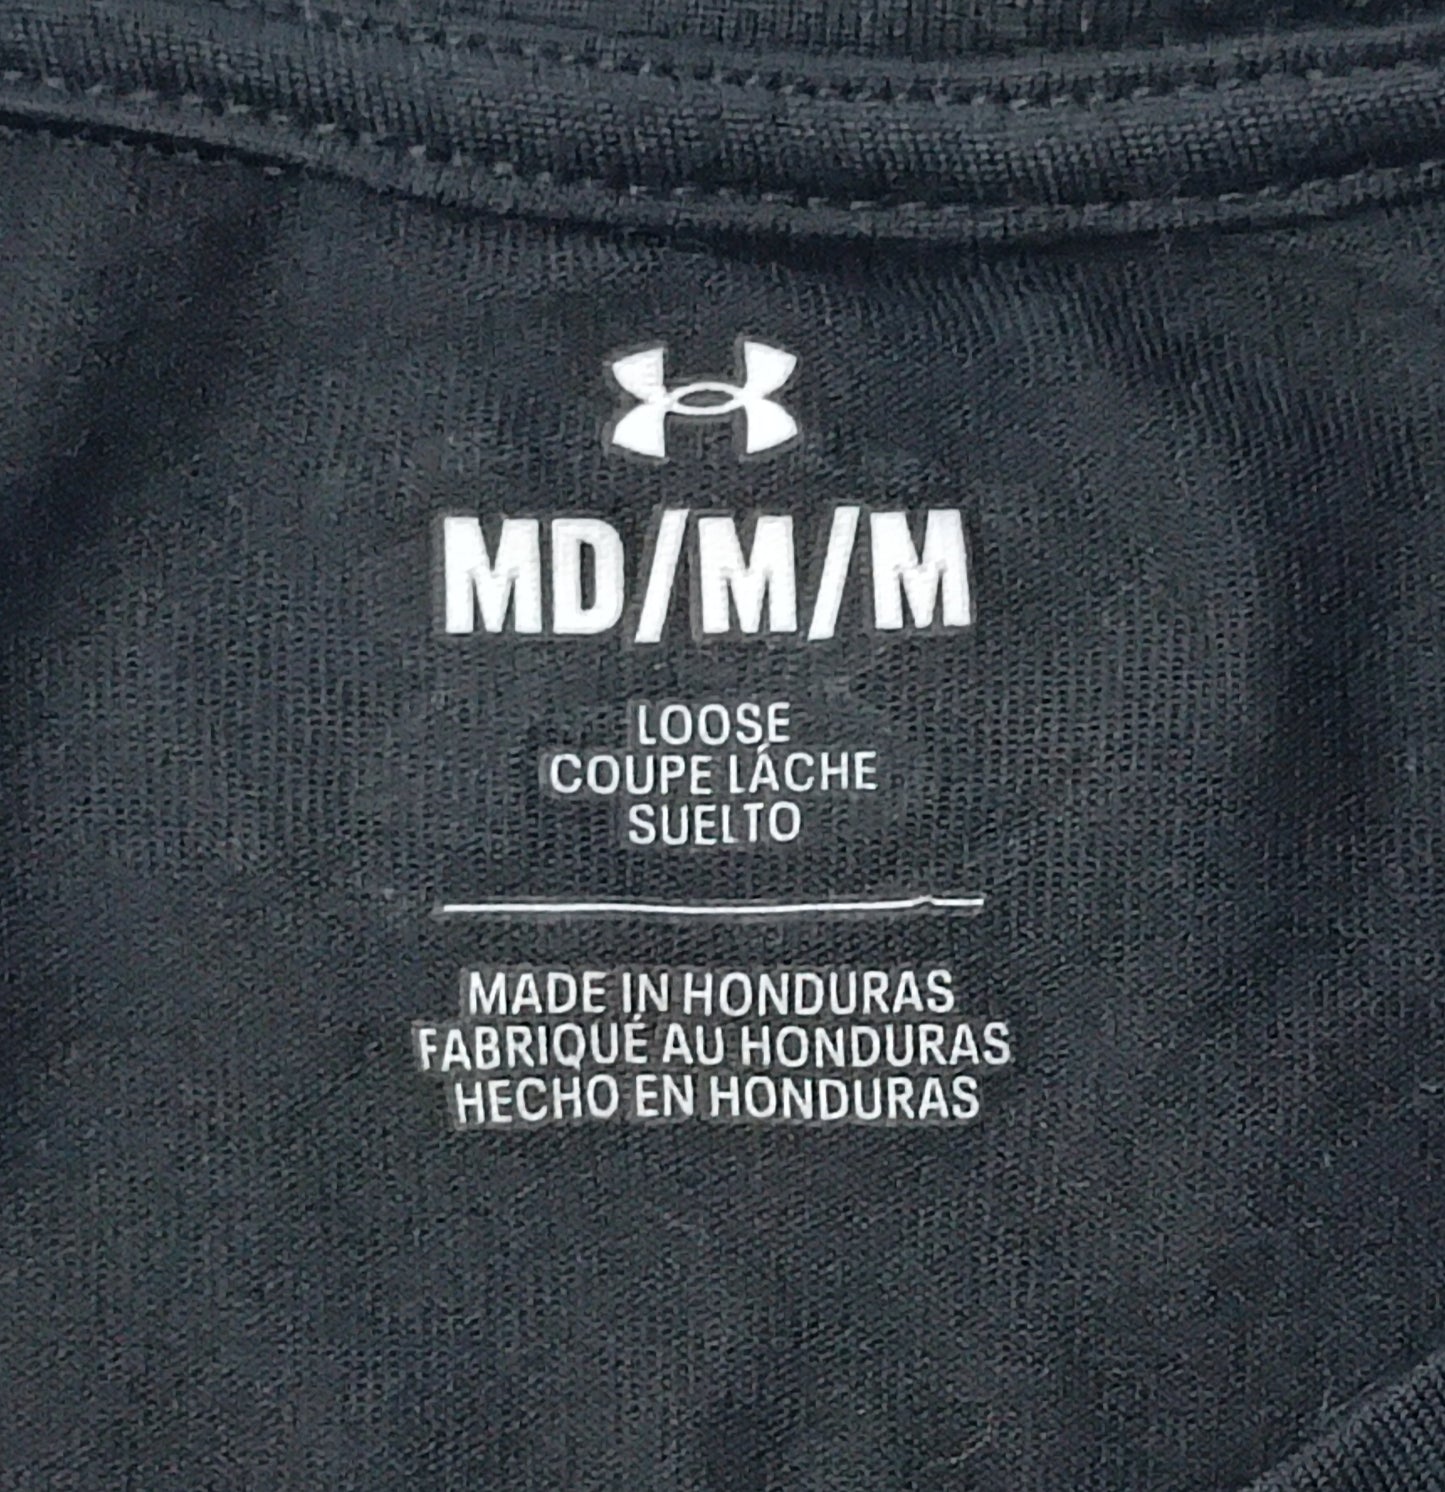 MD/M/M
LOOSE
COUPE LÂCHE
SUELTO
MADE IN HONDURAS
FABRIQUÉ AU HONDURAS
HECHO EN HONDURAS